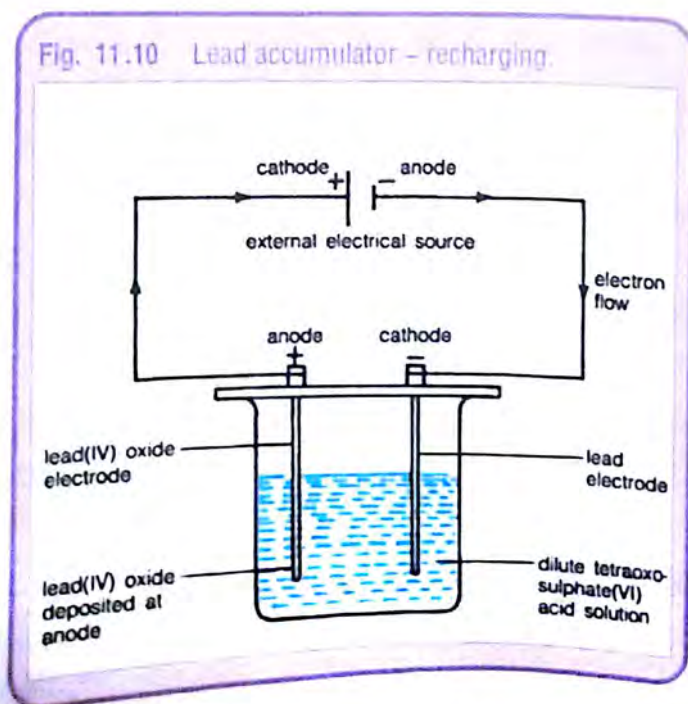 Fig. 11.10 Lead accumulator – recharging.
cathode + – anode
external electrical source
electron
flow
anode cathode
+ –
lead(IV) oxide
electrode
lead
electrode
lead(IV) oxide
deposited at
anode
dilute tetraoxo-
sulphate(VI)
acid solution